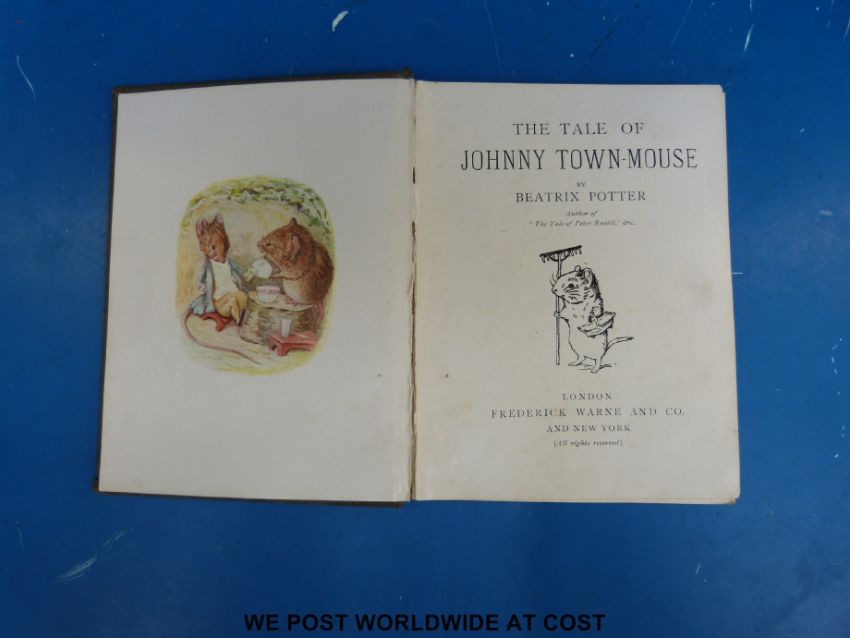 THE TALE OF
JOHNNY TOWN-MOUSE
BY
BEATRIX POTTER
Author of
"The Tale of Peter Rabbit," &c.
LONDON
FREDERICK WARNE AND CO.
AND NEW YORK
(All rights reserved)
WE POST WORLDWIDE AT COST